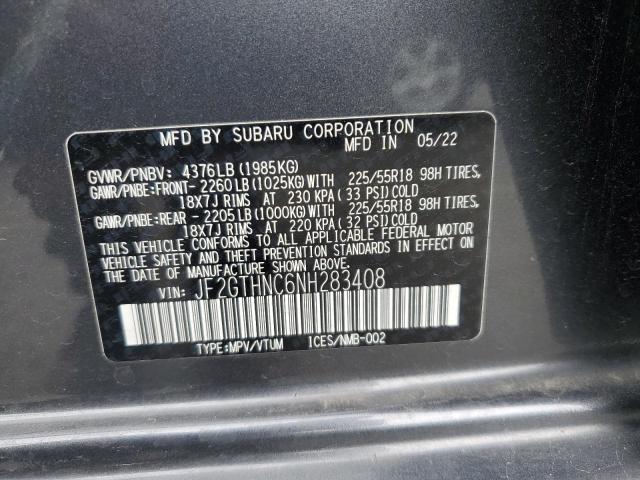 MFD BY SUBARU CORPORATION
MFD IN 05/22
GVWR/PNBV: 4376LB(1985KG)
GAWR/PNBE:FRONT- 2260LB(1025KG)WITH 225/55R18 98H TIRES,
18X7J RIMS AT 230 KPA(33 PSI)COLD
GAWR/PNBE:REAR - 2205LB(1000KG)WITH 225/55R18 98H TIRES,
18X7J RIMS AT 220 KPA(32 PSI)COLD
THIS VEHICLE CONFORMS TO ALL APPLICABLE FEDERAL MOTOR
VEHICLE SAFETY AND THEFT PREVENTION STANDARDS IN EFFECT
ON THE DATE OF MANUFACTURE SHOWN ABOVE.
VIN: JF2GTHNC6NH283408
TYPE:MPV/VTUM ICES/NMB-002